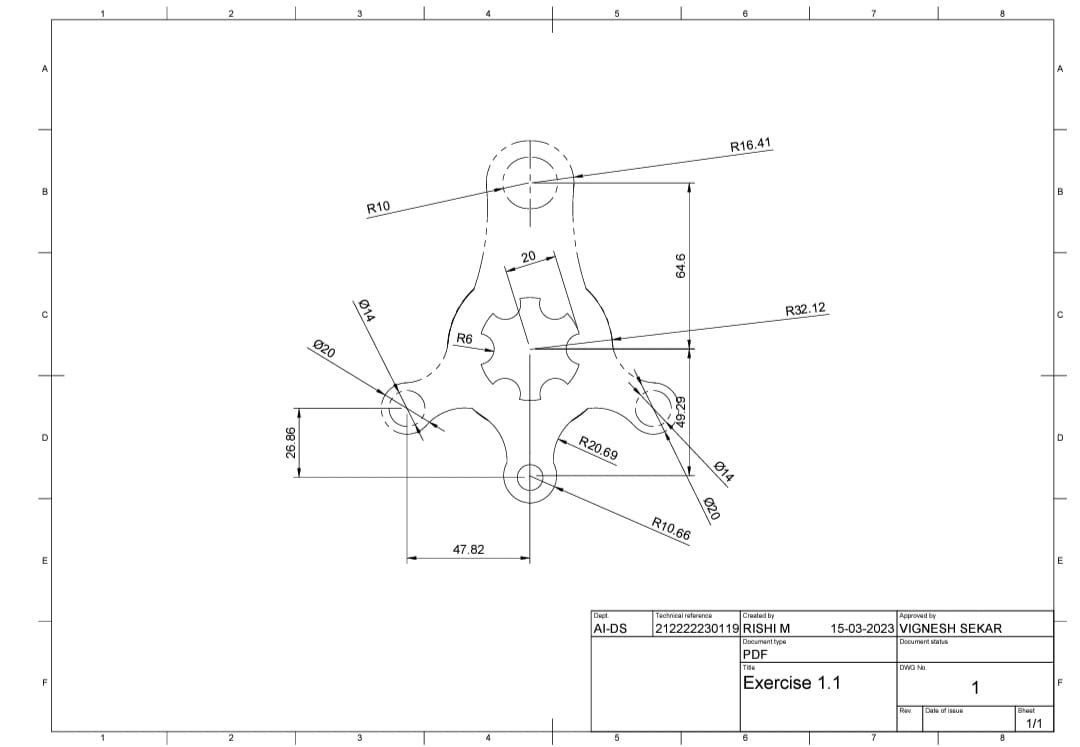 1 2 3 4 5 6 7 8
A A
R16.41
B B
R10
20
64.6
Ø14
R32.12
C C
R6
Ø20
49.29
26.86
D D
R20.69
Ø14
Ø20
R10.66
47.82
E E
Dept. Technical reference Created by Approved by
AI-DS 212222230119 RISHI M 15-03-2023 VIGNESH SEKAR
Document type Document status
PDF
Title DWG No.
Exercise 1.1 1
F F
Rev. Date of issue Sheet
1/1
1 2 3 4 5 6 7 8